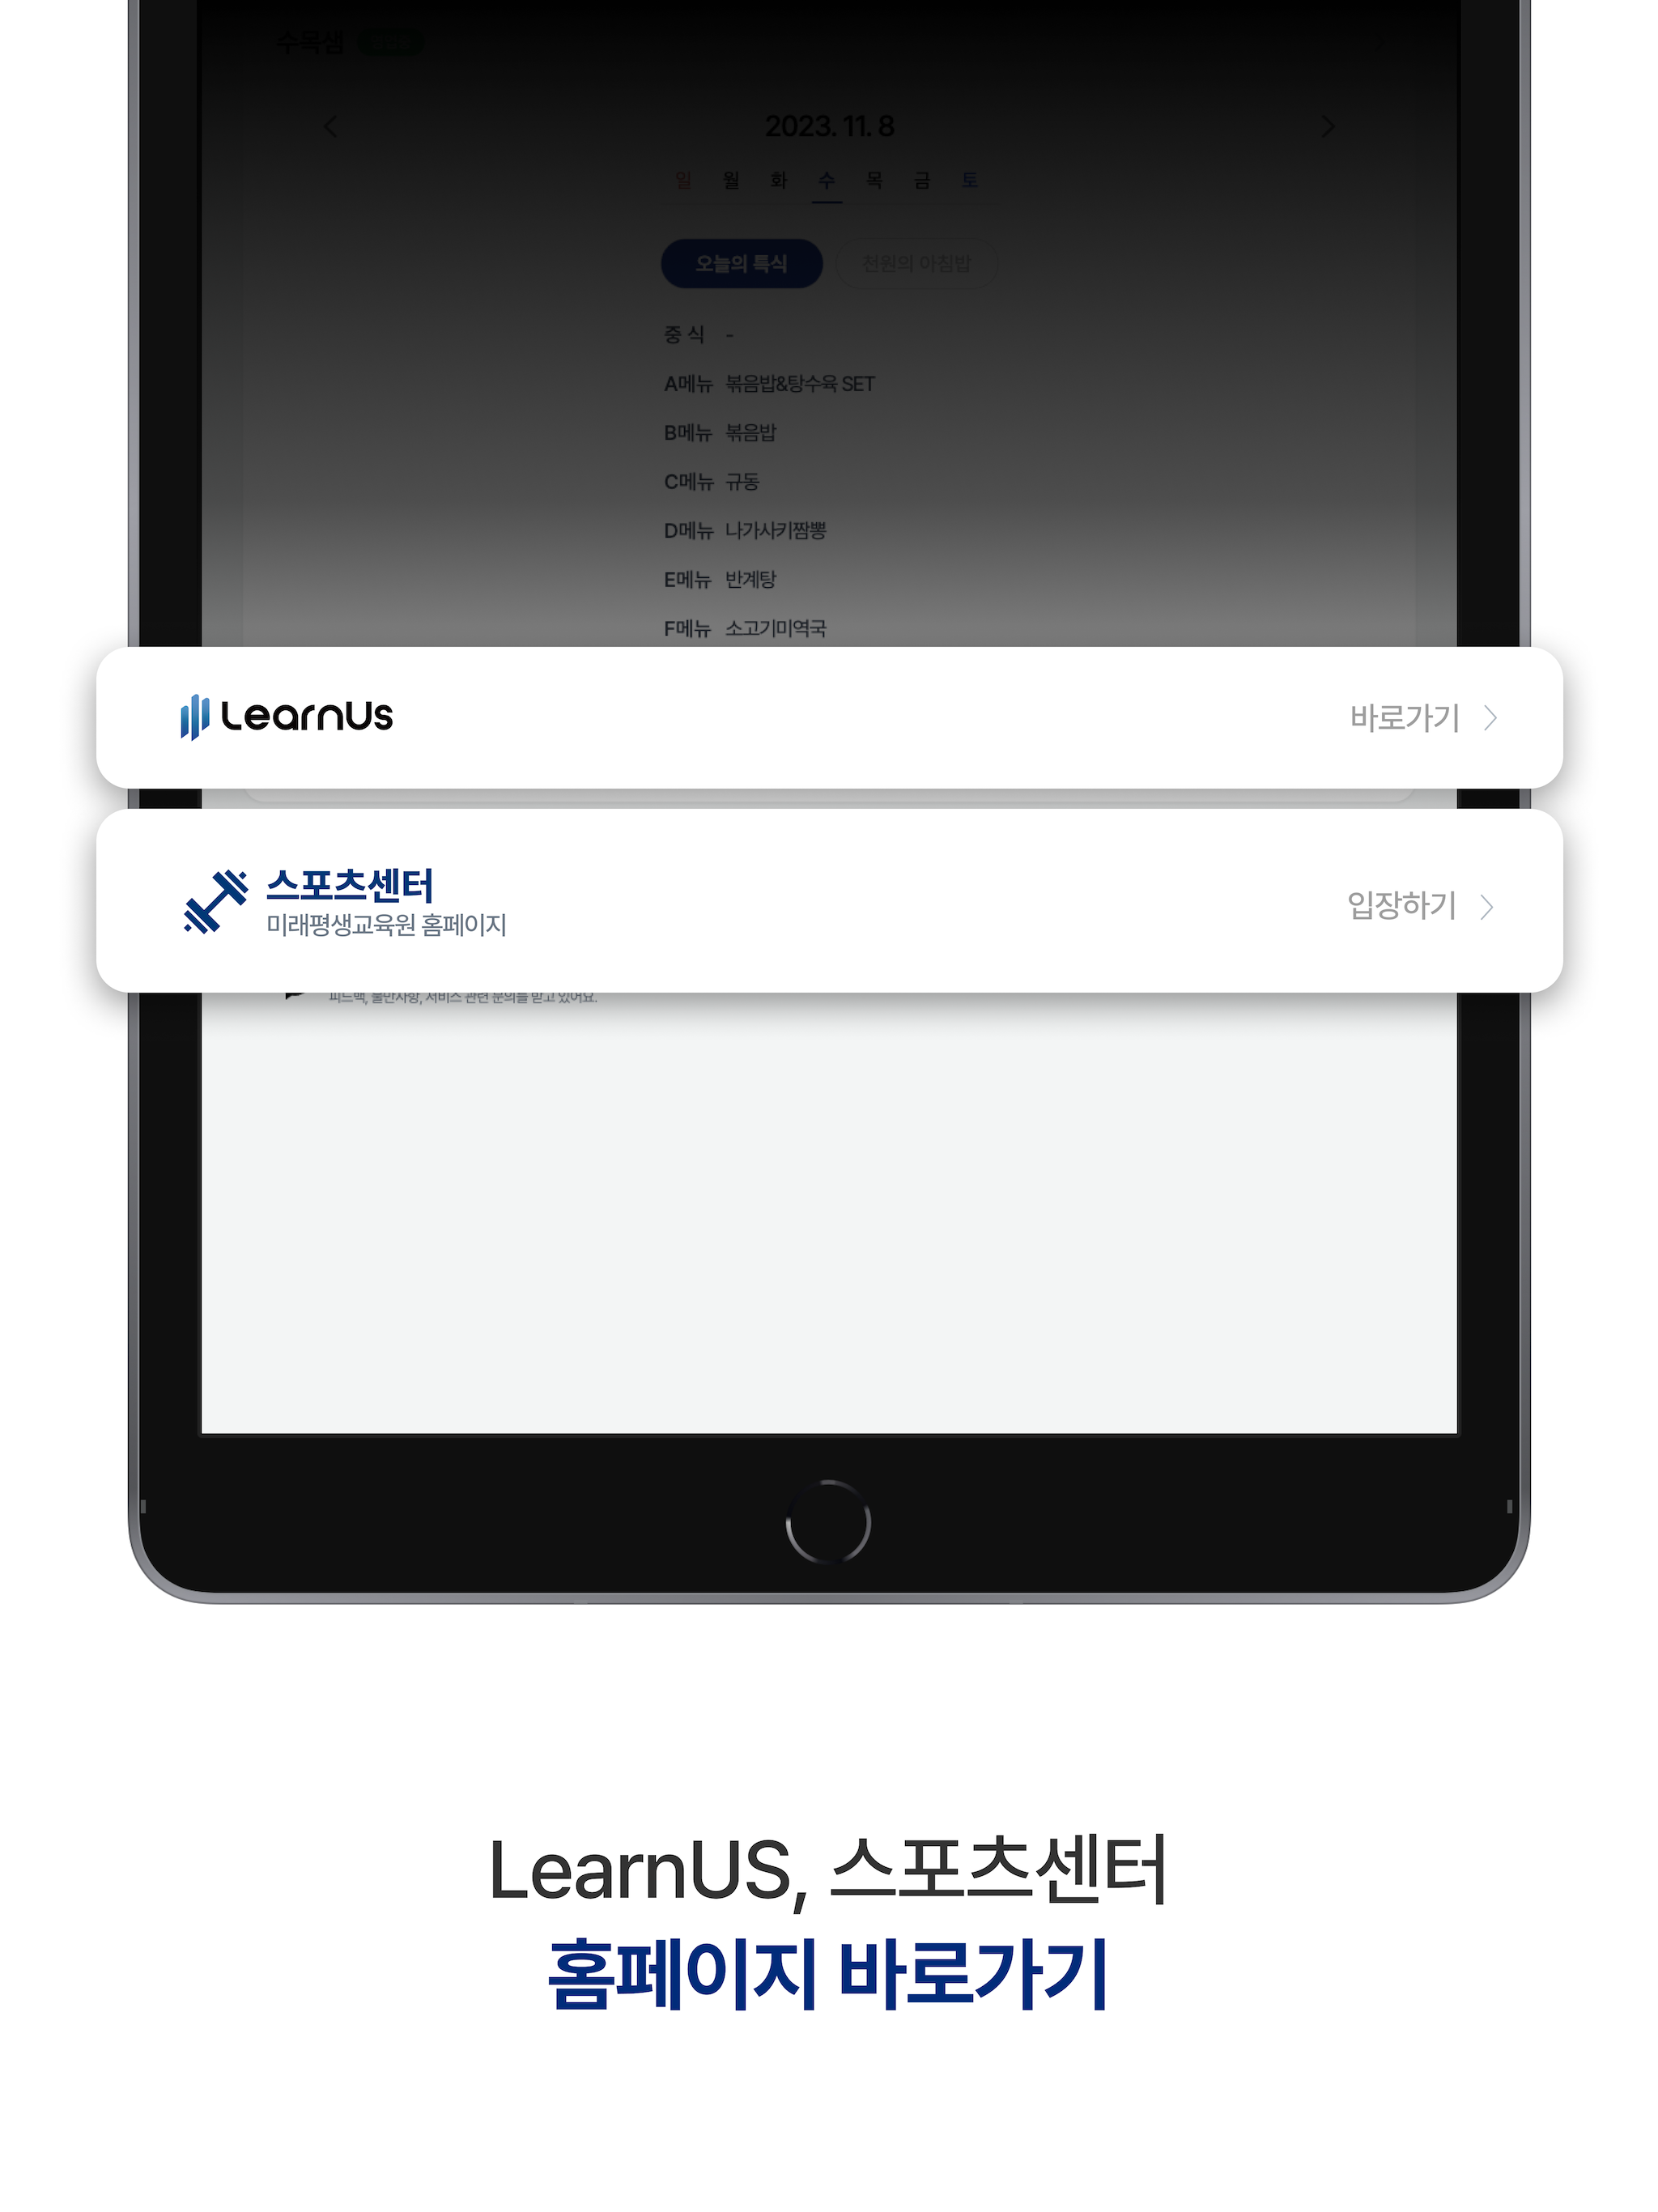 수목샘
2023. 11. 8
일 월 화 수 목 금 토
오늘의 특식 천원의 아침밥
중 식 -
A메뉴 볶음밥&탕수육 SET
B메뉴 볶음밥
C메뉴 규동
D메뉴 나가사키짬뽕
E메뉴 반계탕
F메뉴 소고기미역국
LearnUs 바로가기
스포츠센터
미래평생교육원 홈페이지
입장하기
피드백, 불만사항, 서비스 관련 문의를 받고 있어요.
LearnUS, 스포츠센터
홈페이지 바로가기